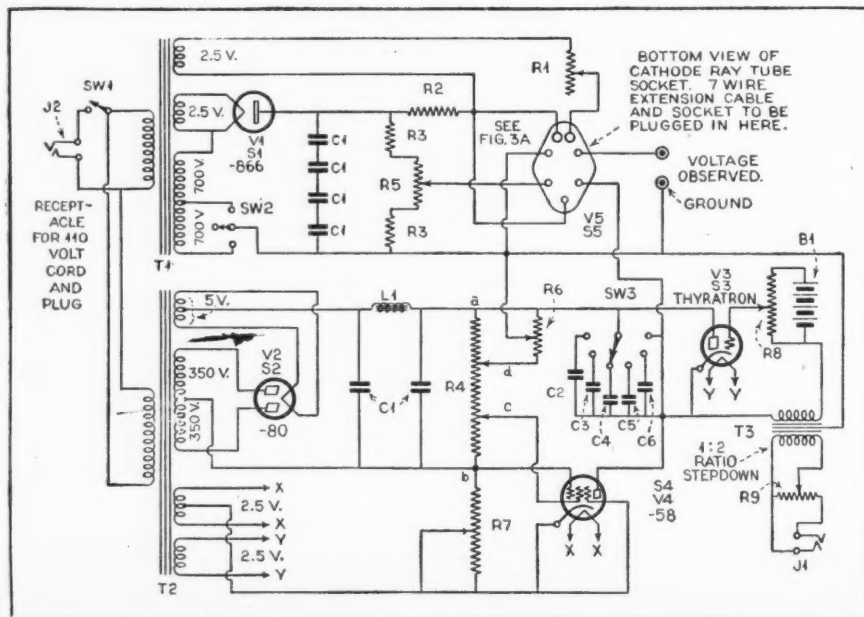 2.5 V.
R1
BOTTOM VIEW OF
CATHODE RAY TUBE
SOCKET. 7 WIRE
EXTENSION CABLE
AND SOCKET TO BE
PLUGGED IN HERE.
SW1
J2
2.5 V.
R2
V1
S1
-866
C1
C1
C1
C1
R3
R5
R3
SEE
FIG. 3A
VOLTAGE
OBSERVED.
GROUND
V5
S5
700 V.
700 V.
SW2
RECEPT-
ACLE
FOR 110
VOLT
CORD
AND
PLUG
T1
5 V.
L1
a
R6
SW3
V3
S3
THYRATRON
B1
R8
V2
S2
-80
350 V.
350 V.
C1
R4
d
c
C2
C3
C4
C5
C6
Y
Y
T3
1:2
RATIO
STEPDOWN
b
S4
V4
-58
R9
X
2.5 V.
X
Y
2.5 V.
Y
R7
X
X
J1
T2